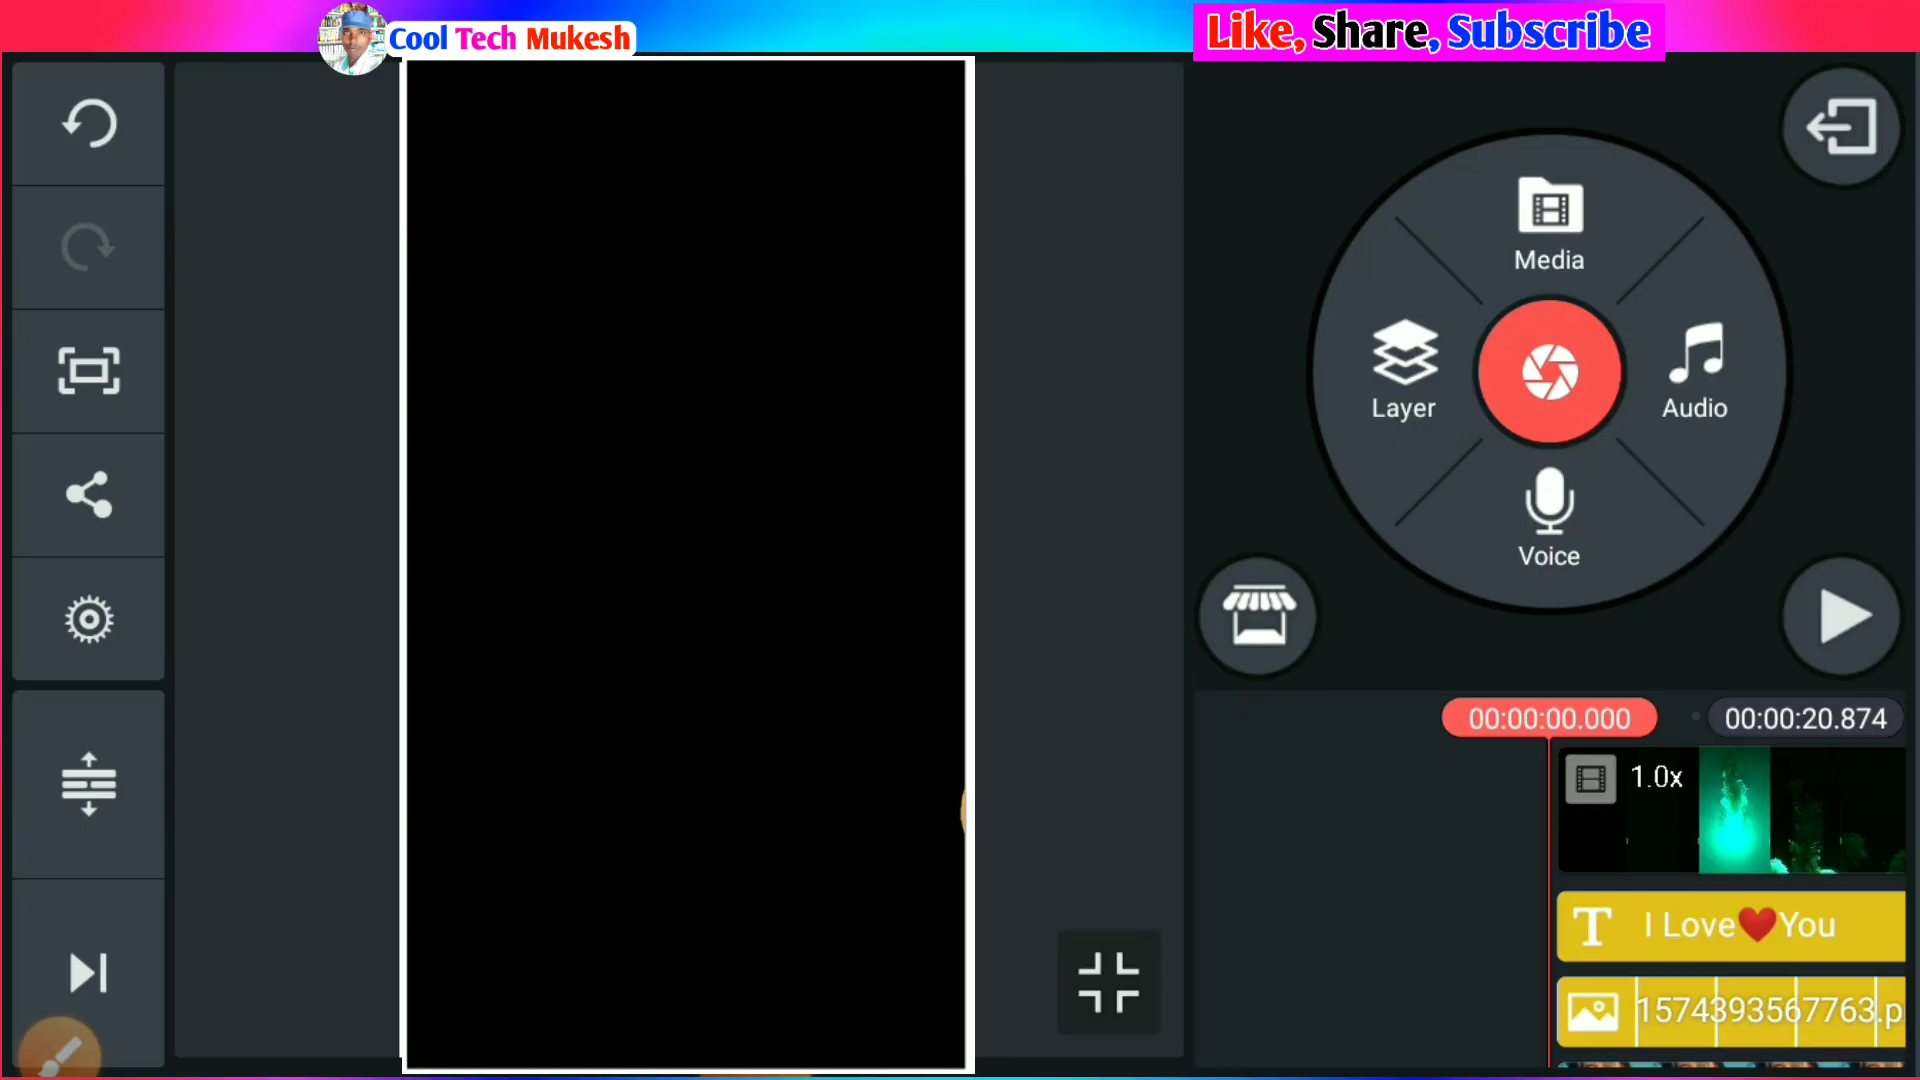 Cool Tech Mukesh
Like, Share, Subscribe
Media
Layer
Audio
Voice
00:00:00.000
00:00:20.874
1.0x
T I Love❤️You
1574393567763.p